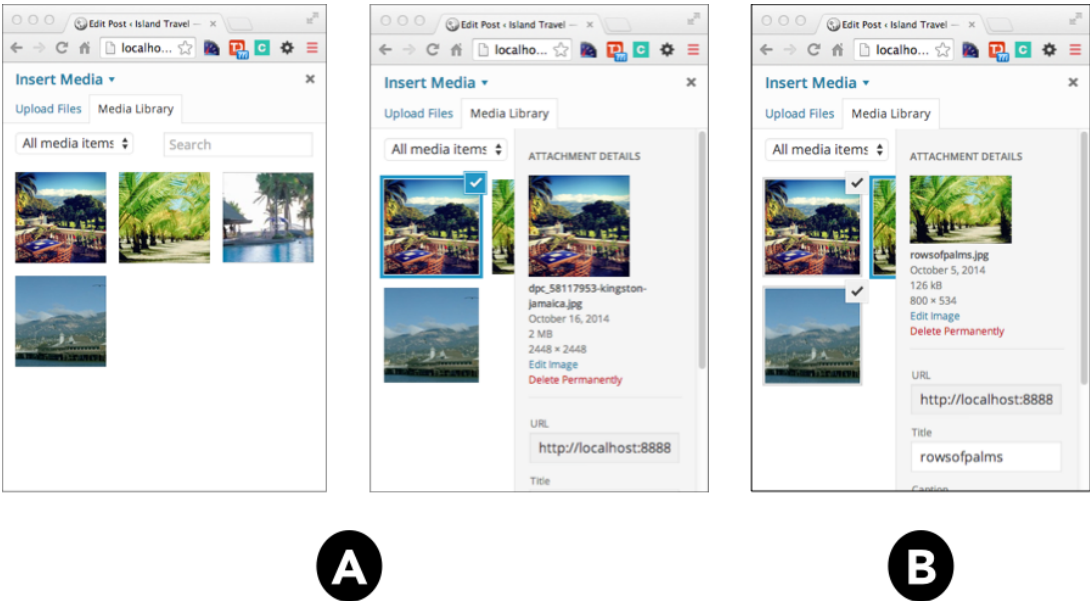 Edit Post ‹ Island Travel —
localho...
Insert Media
Upload Files
Media Library
All media items
Search
Edit Post ‹ Island Travel —
localho...
Insert Media
Upload Files
Media Library
All media items
ATTACHMENT DETAILS
dpc_58117953-kingston-
jamaica.jpg
October 16, 2014
2 MB
2448 × 2448
Edit Image
Delete Permanently
URL
http://localhost:8888
Title
Edit Post ‹ Island Travel —
localho...
Insert Media
Upload Files
Media Library
All media items
ATTACHMENT DETAILS
rowsofpalms.jpg
October 5, 2014
126 kB
800 × 534
Edit Image
Delete Permanently
URL
http://localhost:8888
Title
rowsofpalms
Caption
A
B